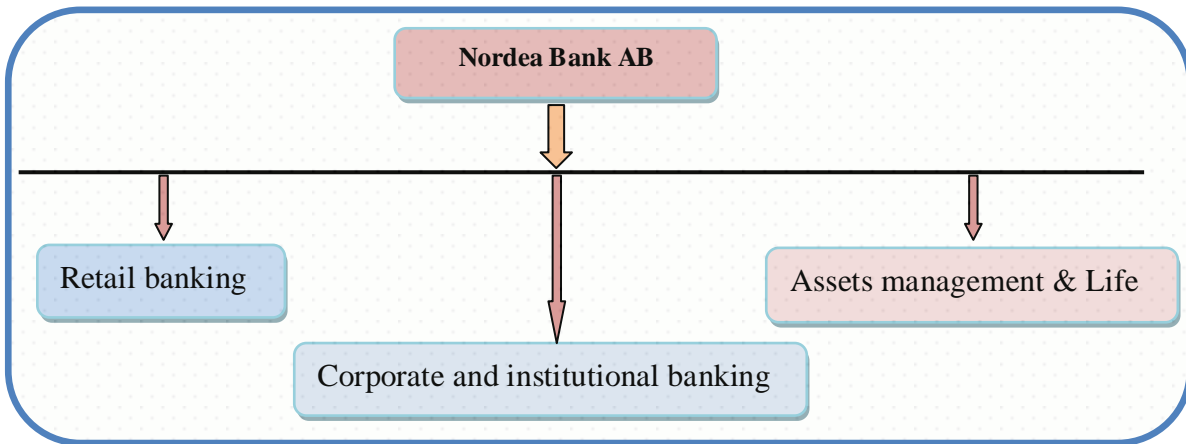 Nordea Bank AB
Retail banking
Assets management & Life
Corporate and institutional banking